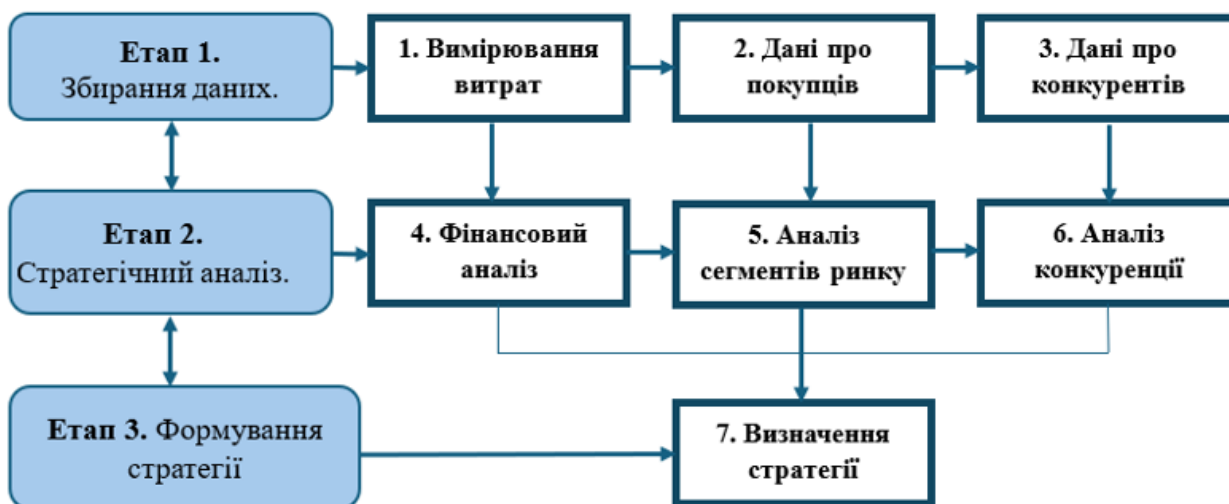 Етап 1.
Збирання даних.
1. Вимірювання
витрат
2. Дані про
покупців
3. Дані про
конкурентів
Етап 2.
Стратегічний аналіз.
4. Фінансовий
аналіз
5. Аналіз
сегментів ринку
6. Аналіз
конкуренції
Етап 3. Формування
стратегії
7. Визначення
стратегії